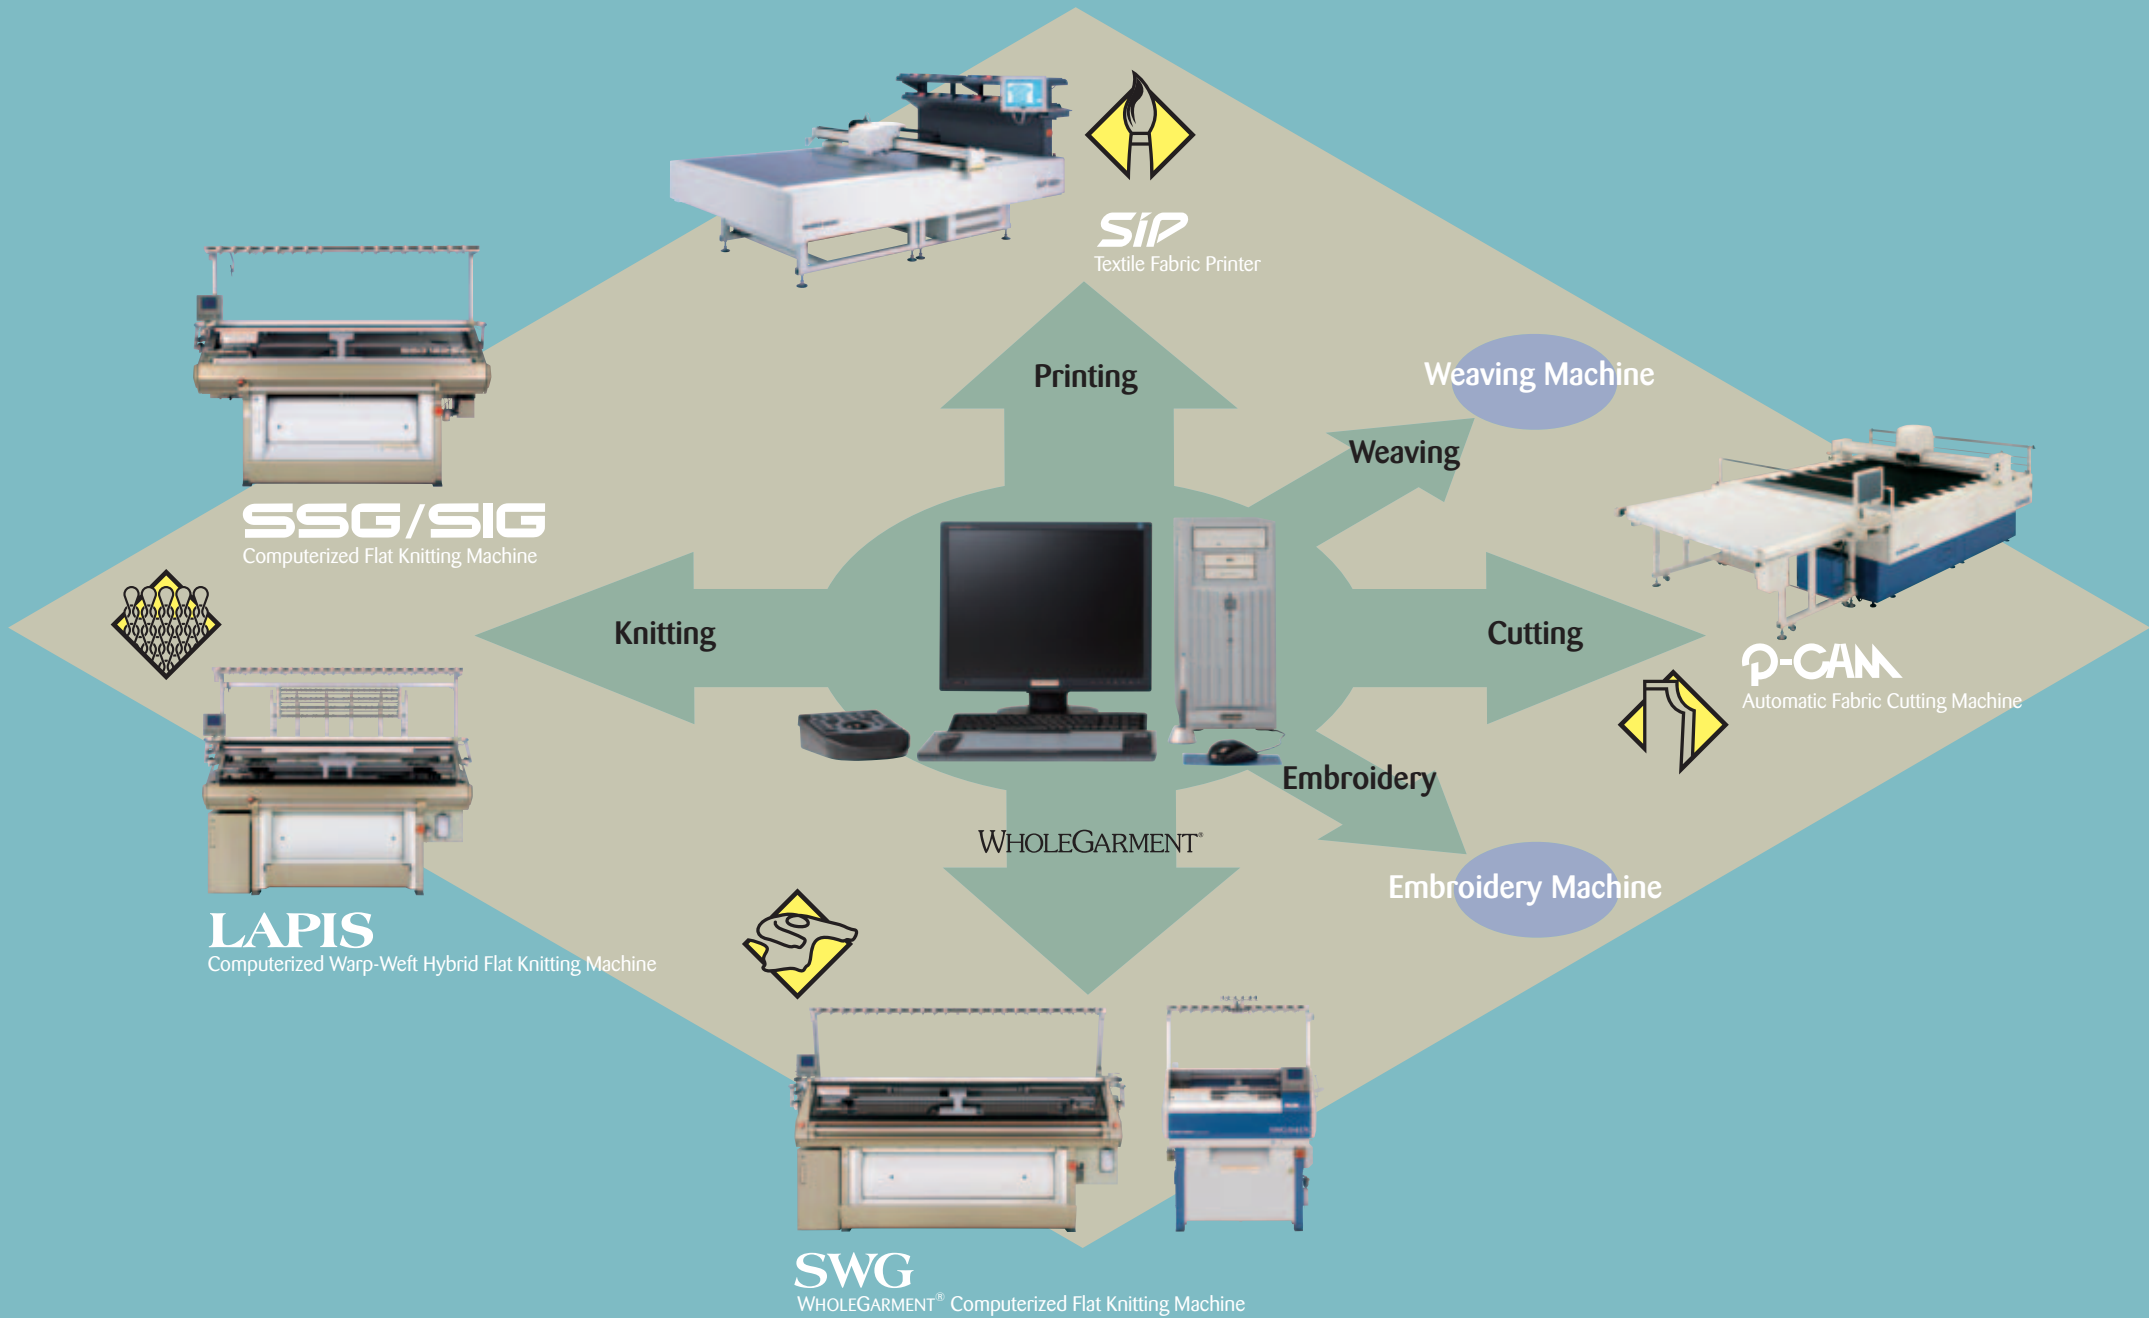 SIP
Textile Fabric Printer
Printing
Weaving Machine
Weaving
SSG/SIG
Computerized Flat Knitting Machine
Knitting
Cutting
P-CAM
Automatic Fabric Cutting Machine
Embroidery
WHOLEGARMENT®
Embroidery Machine
LAPIS
Computerized Warp-Weft Hybrid Flat Knitting Machine
SWG
WHOLEGARMENT® Computerized Flat Knitting Machine